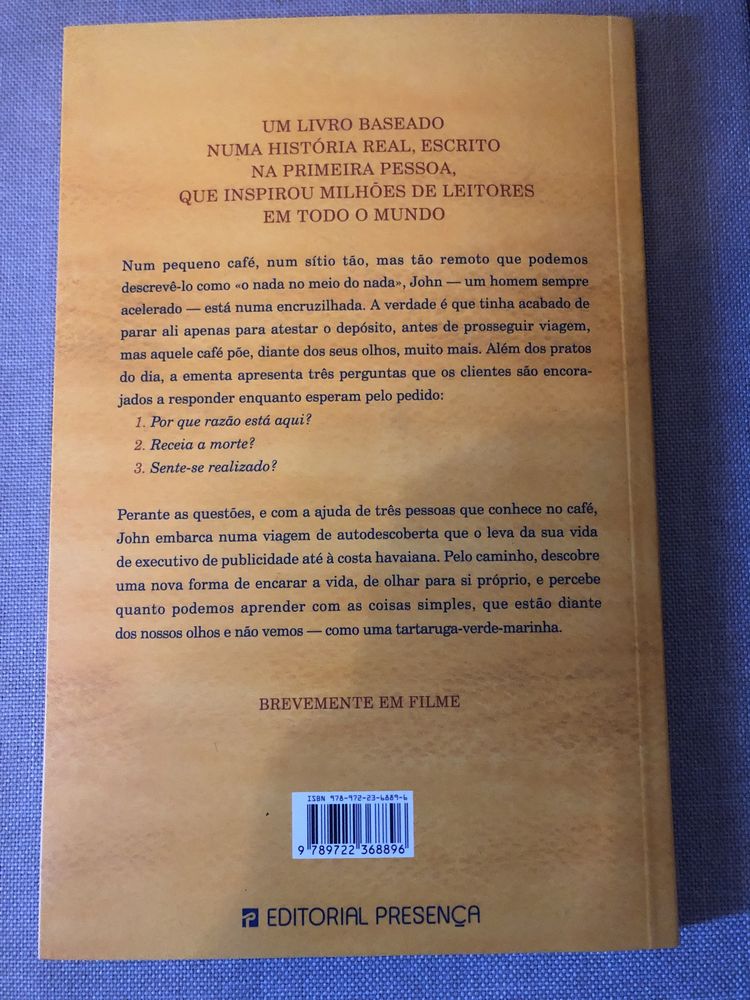 UM LIVRO BASEADO
NUMA HISTÓRIA REAL, ESCRITO
NA PRIMEIRA PESSOA,
QUE INSPIROU MILHÕES DE LEITORES
EM TODO O MUNDO
Num pequeno café, num sítio tão, mas tão remoto que podemos
descrevê-lo como «o nada no meio do nada», John — um homem sempre
acelerado — está numa encruzilhada. A verdade é que tinha acabado de
parar ali apenas para atestar o depósito, antes de prosseguir viagem,
mas aquele café põe, diante dos seus olhos, muito mais. Além dos pratos
do dia, a ementa apresenta três perguntas que os clientes são encora-
jados a responder enquanto esperam pelo pedido:
1. Por que razão está aqui?
2. Receia a morte?
3. Sente-se realizado?
Perante as questões, e com a ajuda de três pessoas que conhece no café,
John embarca numa viagem de autodescoberta que o leva da sua vida
de executivo de publicidade até à costa havaiana. Pelo caminho, descobre
uma nova forma de encarar a vida, de olhar para si próprio, e percebe
quanto podemos aprender com as coisas simples, que estão diante
dos nossos olhos e não vemos — como uma tartaruga-verde-marinha.
BREVEMENTE EM FILME
ISBN 978-972-23-6889-6
9 789722 368896
EDITORIAL PRESENÇA